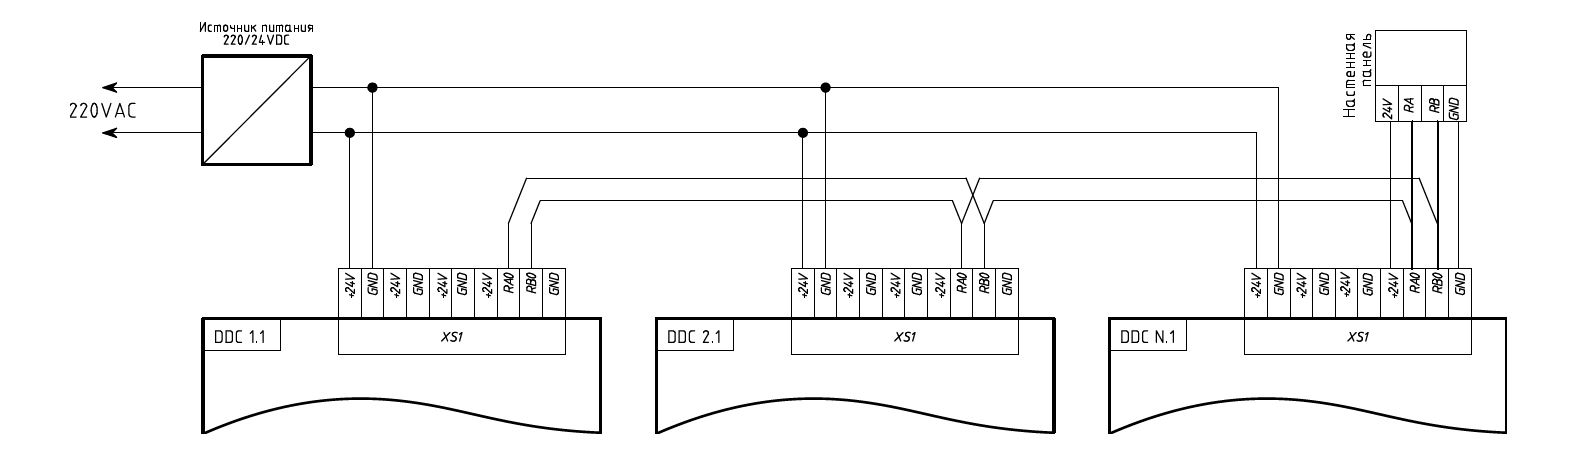 Источник питания
220/24VDC
220VAC
Настенная
панель
24V RA RB GND
+24V GND +24V GND +24V GND +24V RA0 RB0 GND
+24V GND +24V GND +24V GND +24V RA0 RB0 GND
+24V GND +24V GND +24V GND +24V RA0 RB0 GND
DDC 1.1 XS1
DDC 2.1 XS1
DDC N.1 XS1